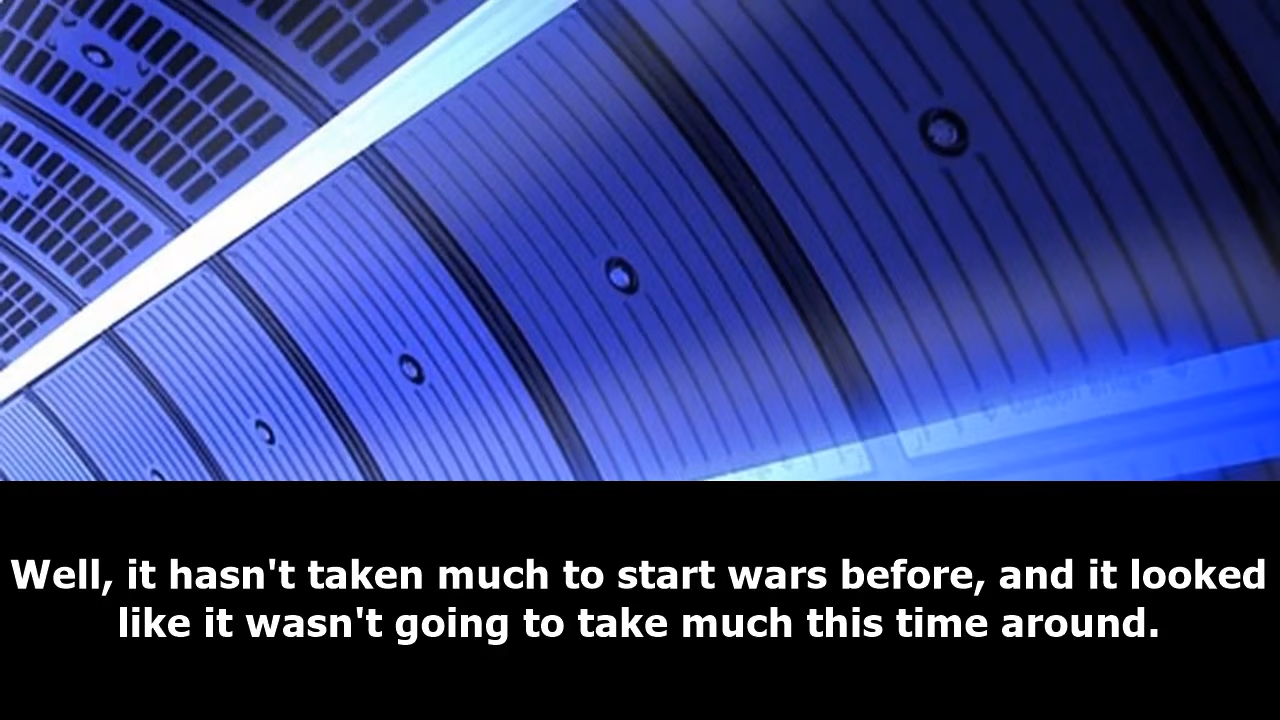 Well, it hasn't taken much to start wars before, and it looked
like it wasn't going to take much this time around.